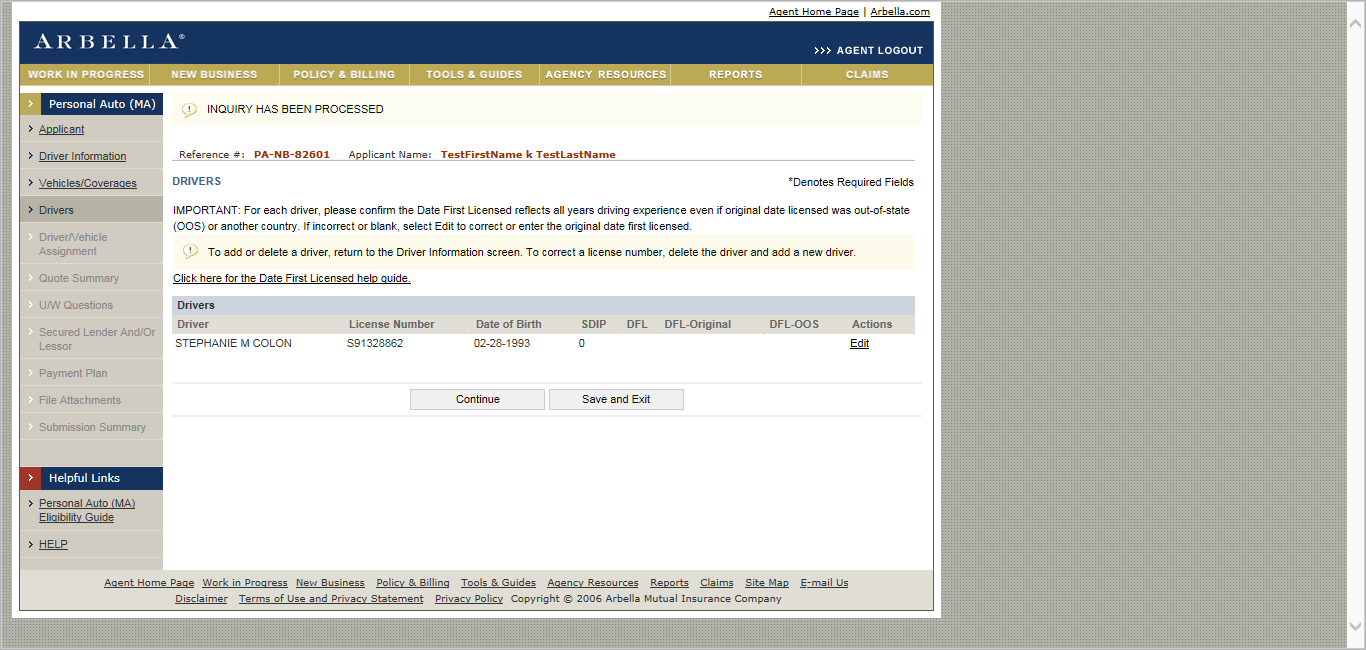 Agent Home Page | Arbella.com
ARBELLA®
>>> AGENT LOGOUT
WORK IN PROGRESS NEW BUSINESS POLICY & BILLING TOOLS & GUIDES AGENCY RESOURCES REPORTS CLAIMS
Personal Auto (MA)
Applicant
Driver Information
Vehicles/Coverages
Drivers
Driver/Vehicle
Assignment
Quote Summary
U/W Questions
Secured Lender And/Or
Lessor
Payment Plan
File Attachments
Submission Summary
Helpful Links
Personal Auto (MA)
Eligibility Guide
HELP
INQUIRY HAS BEEN PROCESSED
Reference #: PA-NB-82601 Applicant Name: TestFirstName k TestLastName
DRIVERS
*Denotes Required Fields
IMPORTANT: For each driver, please confirm the Date First Licensed reflects all years driving experience even if original date licensed was out-of-state
(OOS) or another country. If incorrect or blank, select Edit to correct or enter the original date first licensed.
To add or delete a driver, return to the Driver Information screen. To correct a license number, delete the driver and add a new driver.
Click here for the Date First Licensed help guide.
Drivers
Driver License Number Date of Birth SDIP DFL DFL-Original DFL-OOS Actions
STEPHANIE M COLON S91328862 02-28-1993 0 Edit
Continue Save and Exit
Agent Home Page Work in Progress New Business Policy & Billing Tools & Guides Agency Resources Reports Claims Site Map E-mail Us
Disclaimer Terms of Use and Privacy Statement Privacy Policy Copyright © 2006 Arbella Mutual Insurance Company